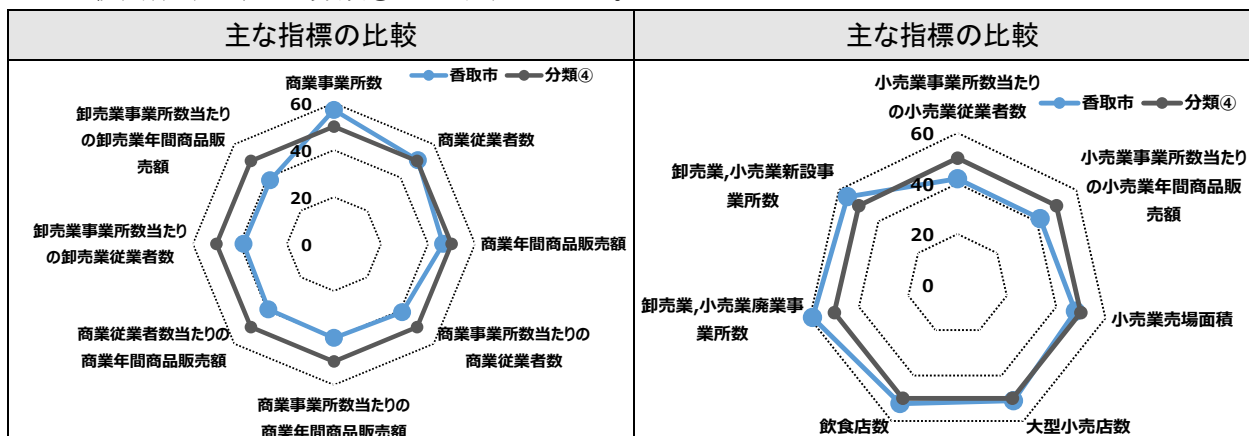 主な指標の比較
主な指標の比較
香取市
分類④
商業事業所数
商業従業者数
商業年間商品販売額
商業事業所数当たりの
商業従業者数
商業事業所数当たりの
商業年間商品販売額
商業従業者数当たりの
商業年間商品販売額
卸売業事業所数当たり
の卸売業従業者数
卸売業事業所数当たり
の卸売業年間商品販
売額
60
40
20
0
香取市
分類④
小売業事業所数当たり
の小売業従業者数
小売業事業所数当たり
の小売業年間商品販
売額
小売業売場面積
大型小売店数
飲食店数
卸売業,小売業廃業事
業所数
卸売業,小売業新設事
業所数
60
40
20
0